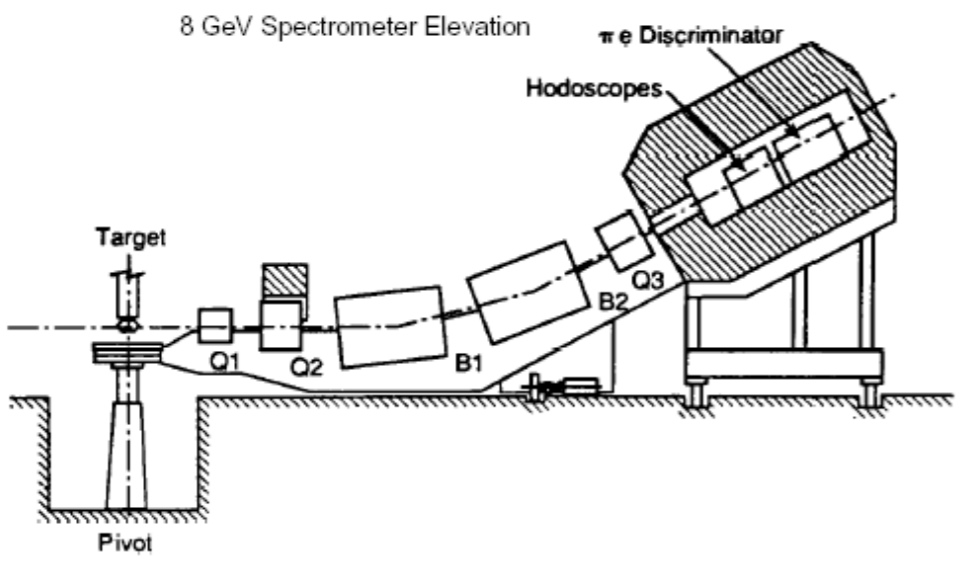 8 GeV Spectrometer Elevation
π e Discriminator
Hodoscopes
Target
Q1
Q2
B1
B2
Q3
Pivot